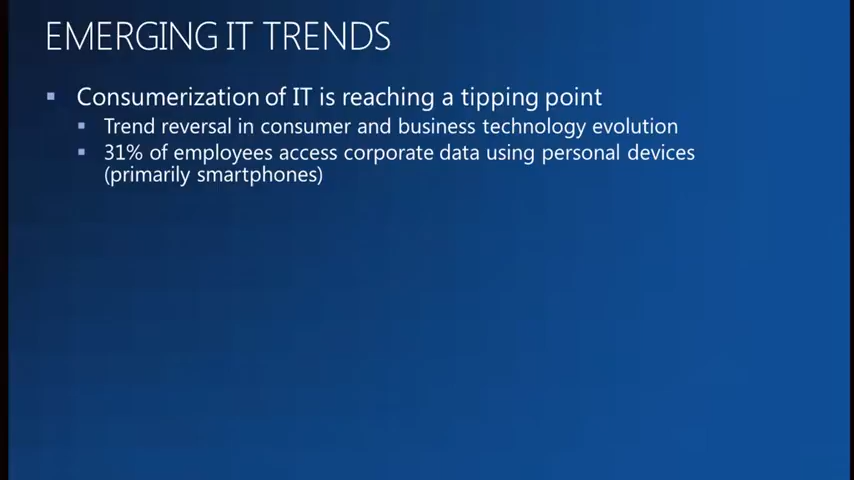 EMERGING IT TRENDS
▪ Consumerization of IT is reaching a tipping point
▪ Trend reversal in consumer and business technology evolution
▪ 31% of employees access corporate data using personal devices
(primarily smartphones)